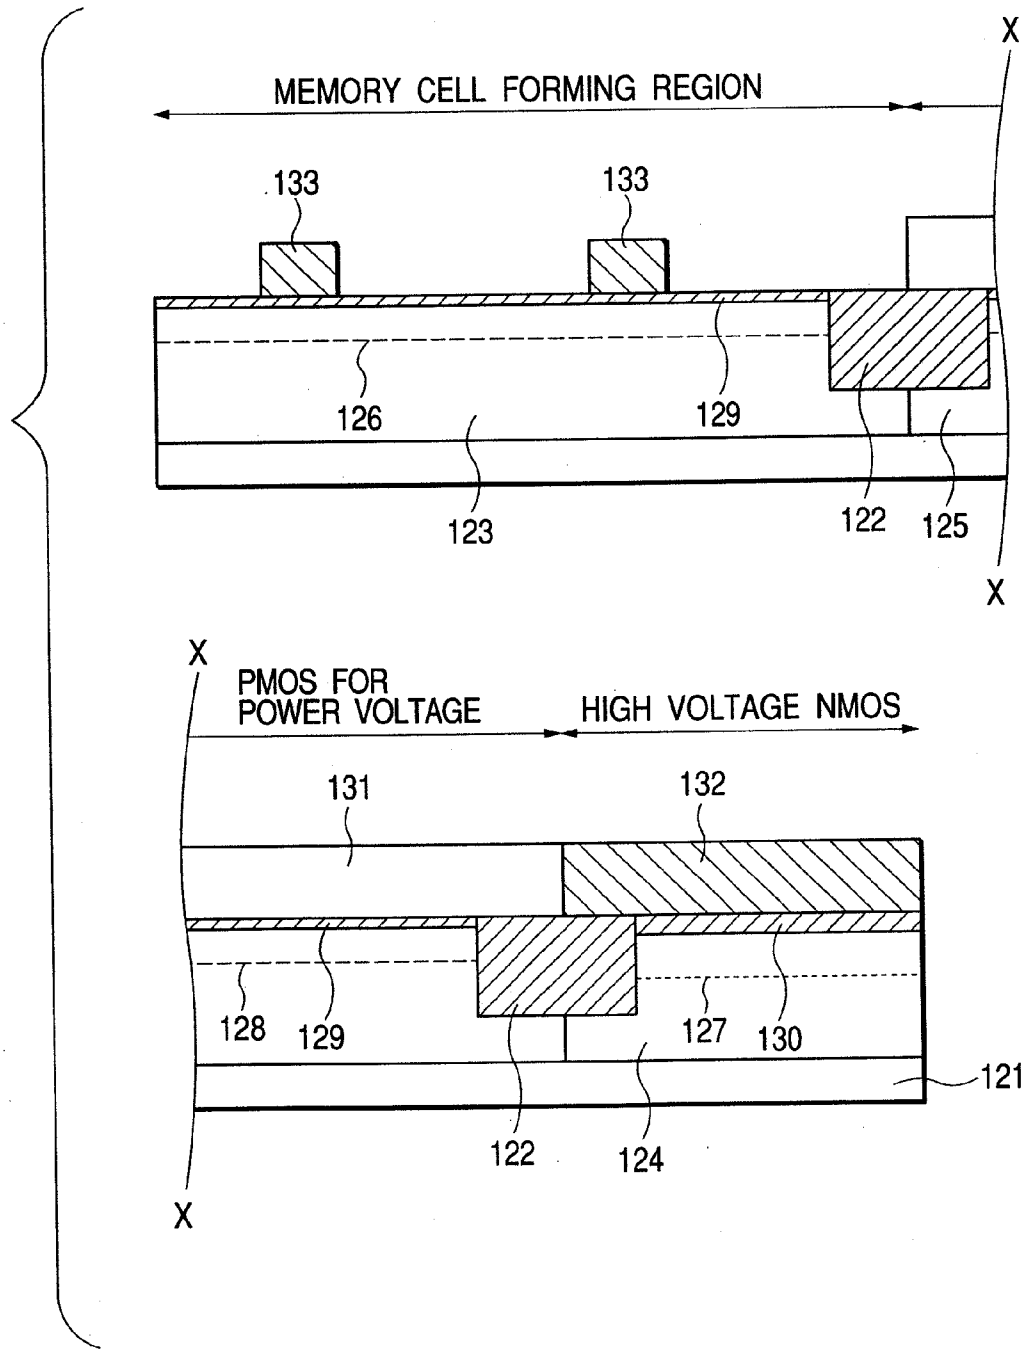 X
MEMORY CELL FORMING REGION
133
133
126
129
123
122
125
X
X
PMOS FOR
POWER VOLTAGE
HIGH VOLTAGE NMOS
131
132
128
129
127
130
121
122
124
X